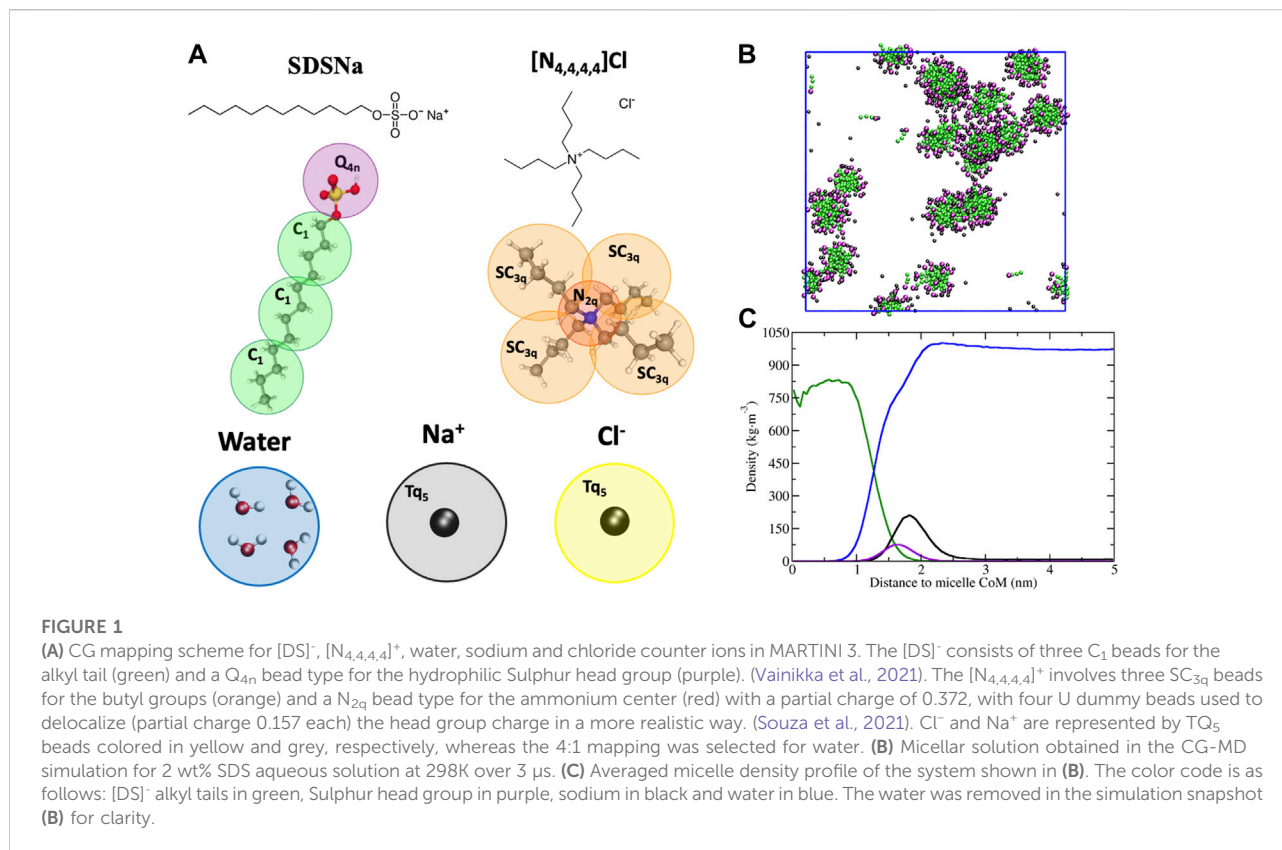 A
SDSNa
O-S-O⁻ Na⁺
O
O
[N4,4,4,4]Cl
Cl⁻
N⁺
Q4n
C1
C1
C1
SC3q
SC3q
N2q
SC3q
SC3q
Water
Na⁺
Cl⁻
Tq5
Tq5
B
C
1050
900
750
600
450
300
150
0
Density (kg·m⁻³)
0 1 2 3 4 5
Distance to micelle CoM (nm)
FIGURE 1
(A) CG mapping scheme for [DS]⁻, [N4,4,4,4]⁺, water, sodium and chloride counter ions in MARTINI 3. The [DS]⁻ consists of three C1 beads for the
alkyl tail (green) and a Q4n bead type for the hydrophilic Sulphur head group (purple). (Vainikka et al., 2021). The [N4,4,4,4]⁺ involves three SC3q beads
for the butyl groups (orange) and a N2q bead type for the ammonium center (red) with a partial charge of 0.372, with four U dummy beads used to
delocalize (partial charge 0.157 each) the head group charge in a more realistic way. (Souza et al., 2021). Cl⁻ and Na⁺ are represented by TQ5
beads colored in yellow and grey, respectively, whereas the 4:1 mapping was selected for water. (B) Micellar solution obtained in the CG-MD
simulation for 2 wt% SDS aqueous solution at 298K over 3 μs. (C) Averaged micelle density profile of the system shown in (B). The color code is as
follows: [DS]⁻ alkyl tails in green, Sulphur head group in purple, sodium in black and water in blue. The water was removed in the simulation snapshot
(B) for clarity.